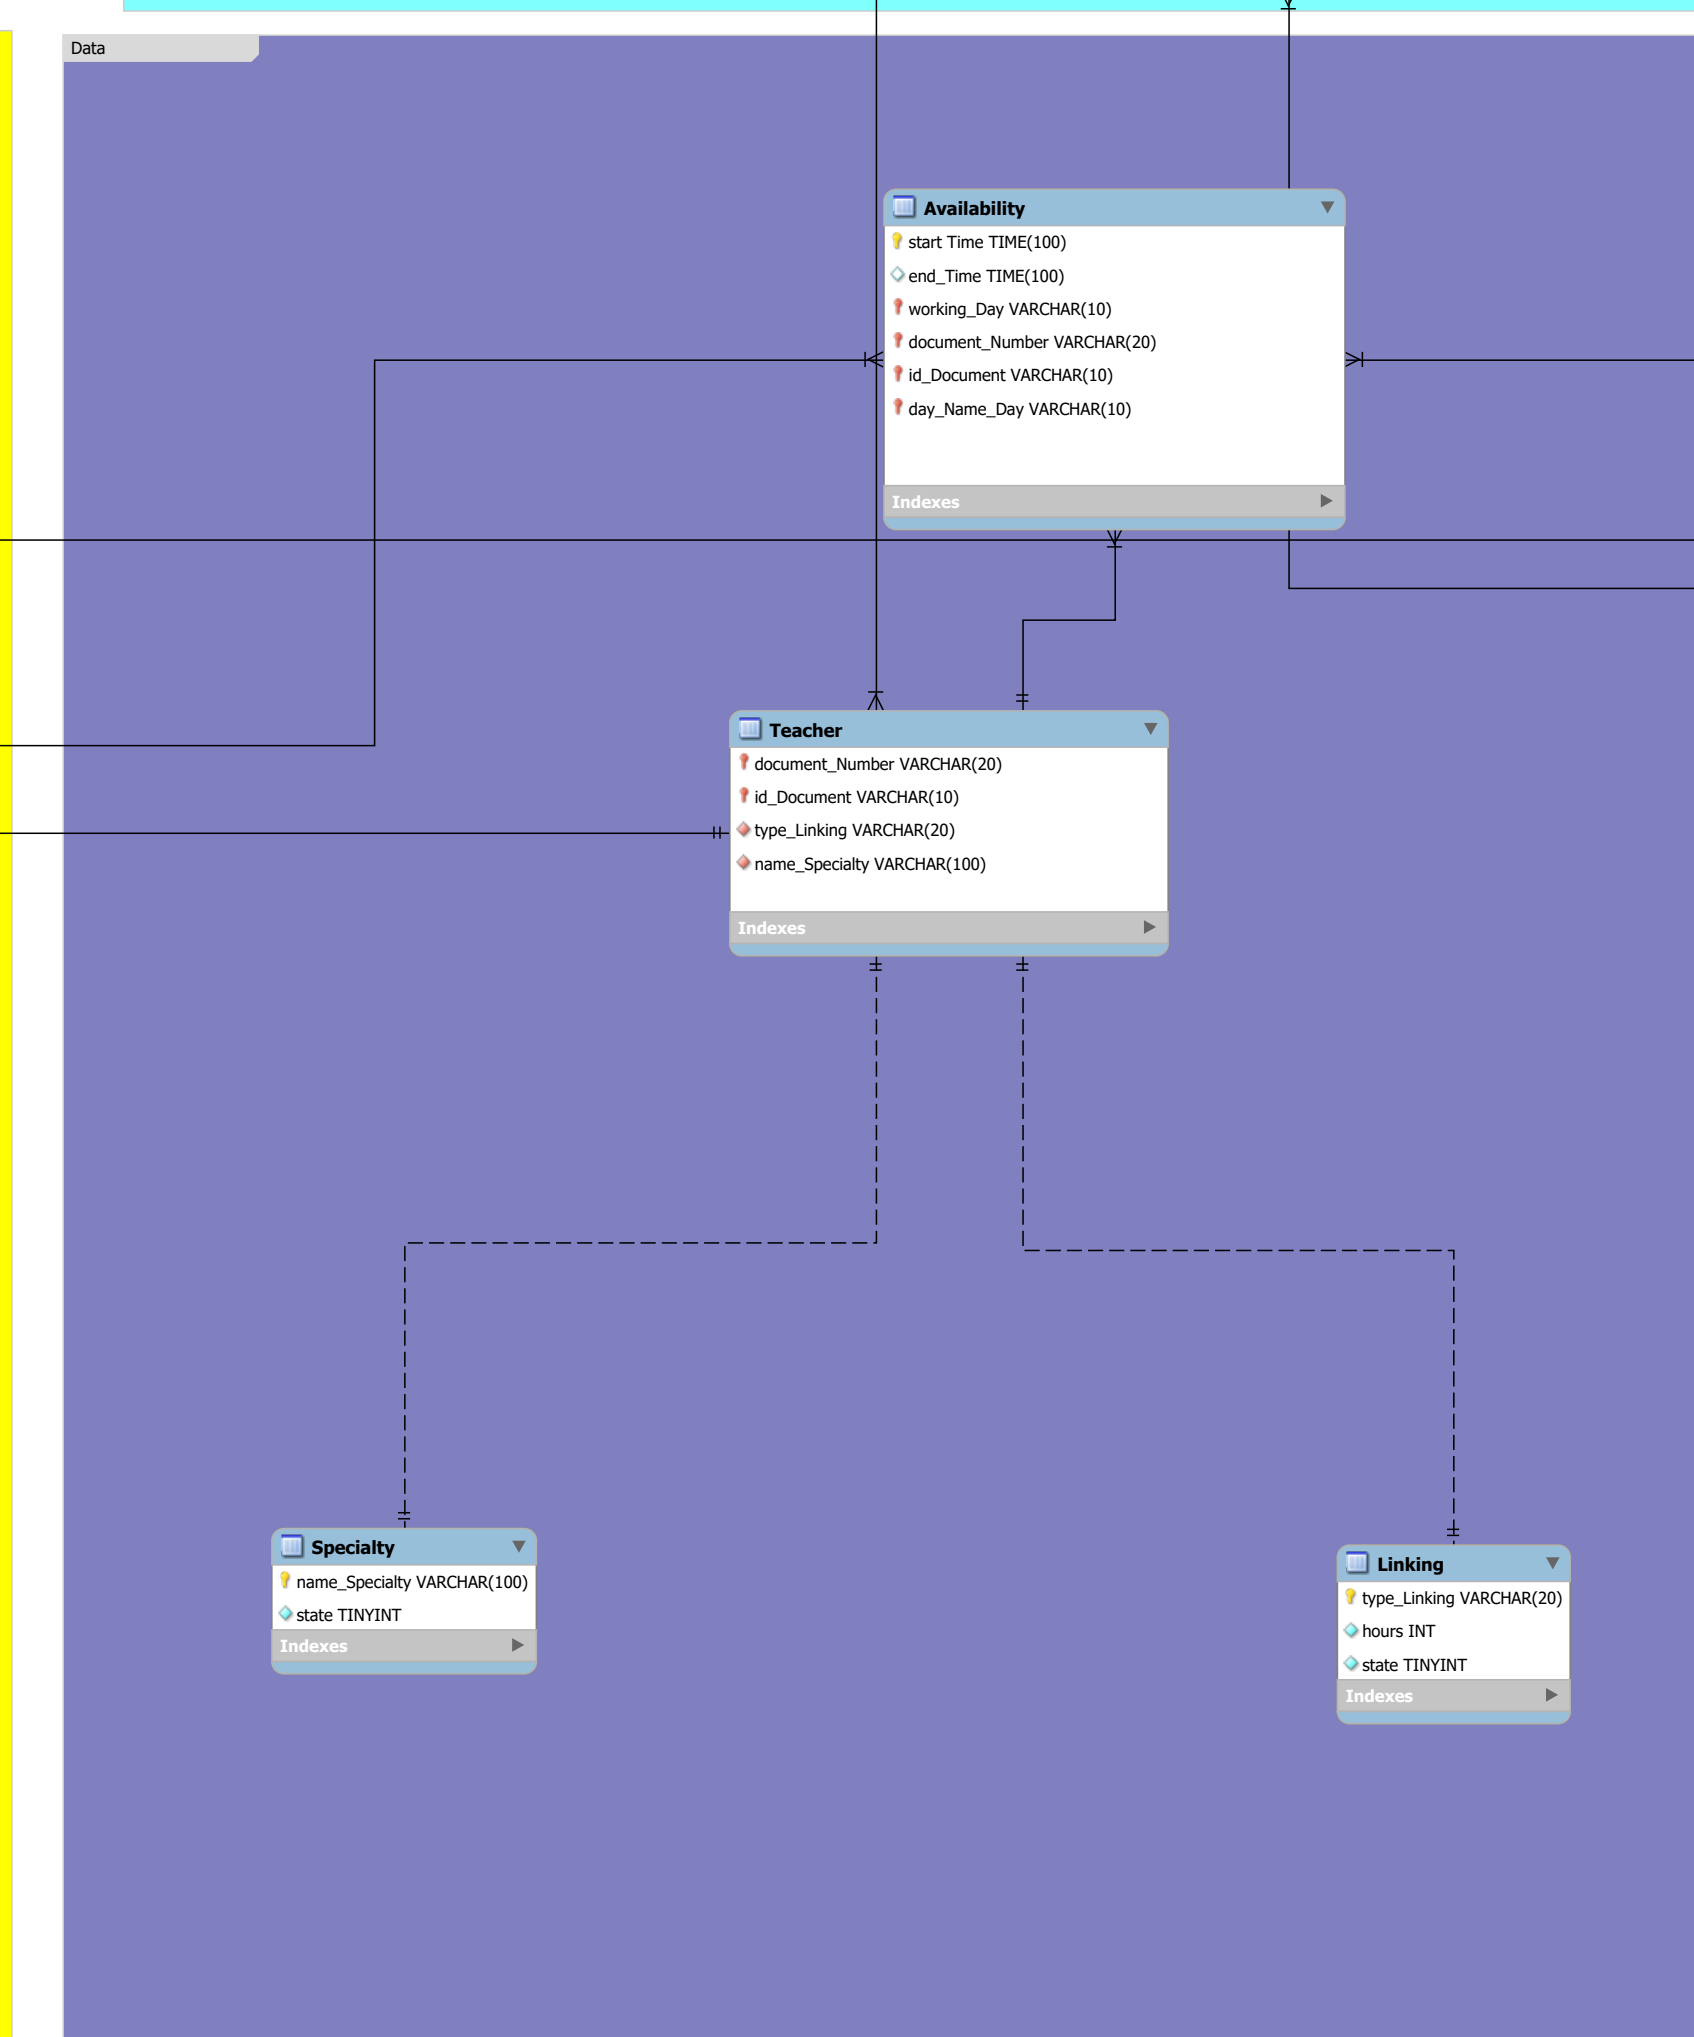 Data
Availability
start Time TIME(100)
end_Time TIME(100)
working_Day VARCHAR(10)
document_Number VARCHAR(20)
id_Document VARCHAR(10)
day_Name_Day VARCHAR(10)
Indexes
Teacher
document_Number VARCHAR(20)
id_Document VARCHAR(10)
type_Linking VARCHAR(20)
name_Specialty VARCHAR(100)
Indexes
Specialty
name_Specialty VARCHAR(100)
state TINYINT
Indexes
Linking
type_Linking VARCHAR(20)
hours INT
state TINYINT
Indexes